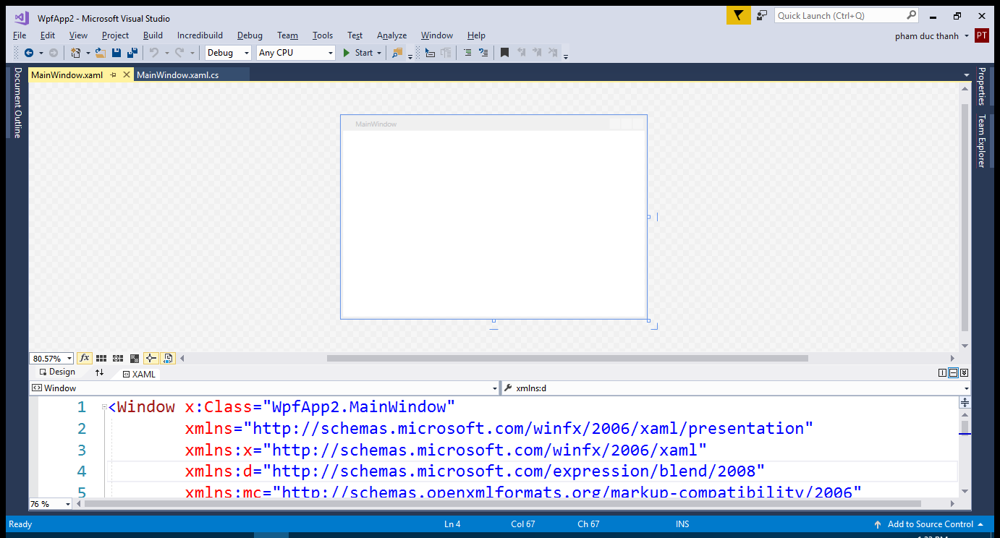 WpfApp2 - Microsoft Visual Studio
Quick Launch (Ctrl+Q)
File Edit View Project Build Incredibuild Debug Team Tools Test Analyze Window Help
pham duc thanh PT
Debug Any CPU Start
MainWindow.xaml MainWindow.xaml.cs
Document Outline
Properties
Team Explorer
MainWindow
80.57% fx
Design XAML
Window xmlns:d
1 <Window x:Class="WpfApp2.MainWindow"
2 xmlns="http://schemas.microsoft.com/winfx/2006/xaml/presentation"
3 xmlns:x="http://schemas.microsoft.com/winfx/2006/xaml"
4 xmlns:d="http://schemas.microsoft.com/expression/blend/2008"
5 xmlns:mc="http://schemas.openxmlformats.org/markup-compatibility/2006"
76 %
Ready Ln 4 Col 67 Ch 67 INS Add to Source Control